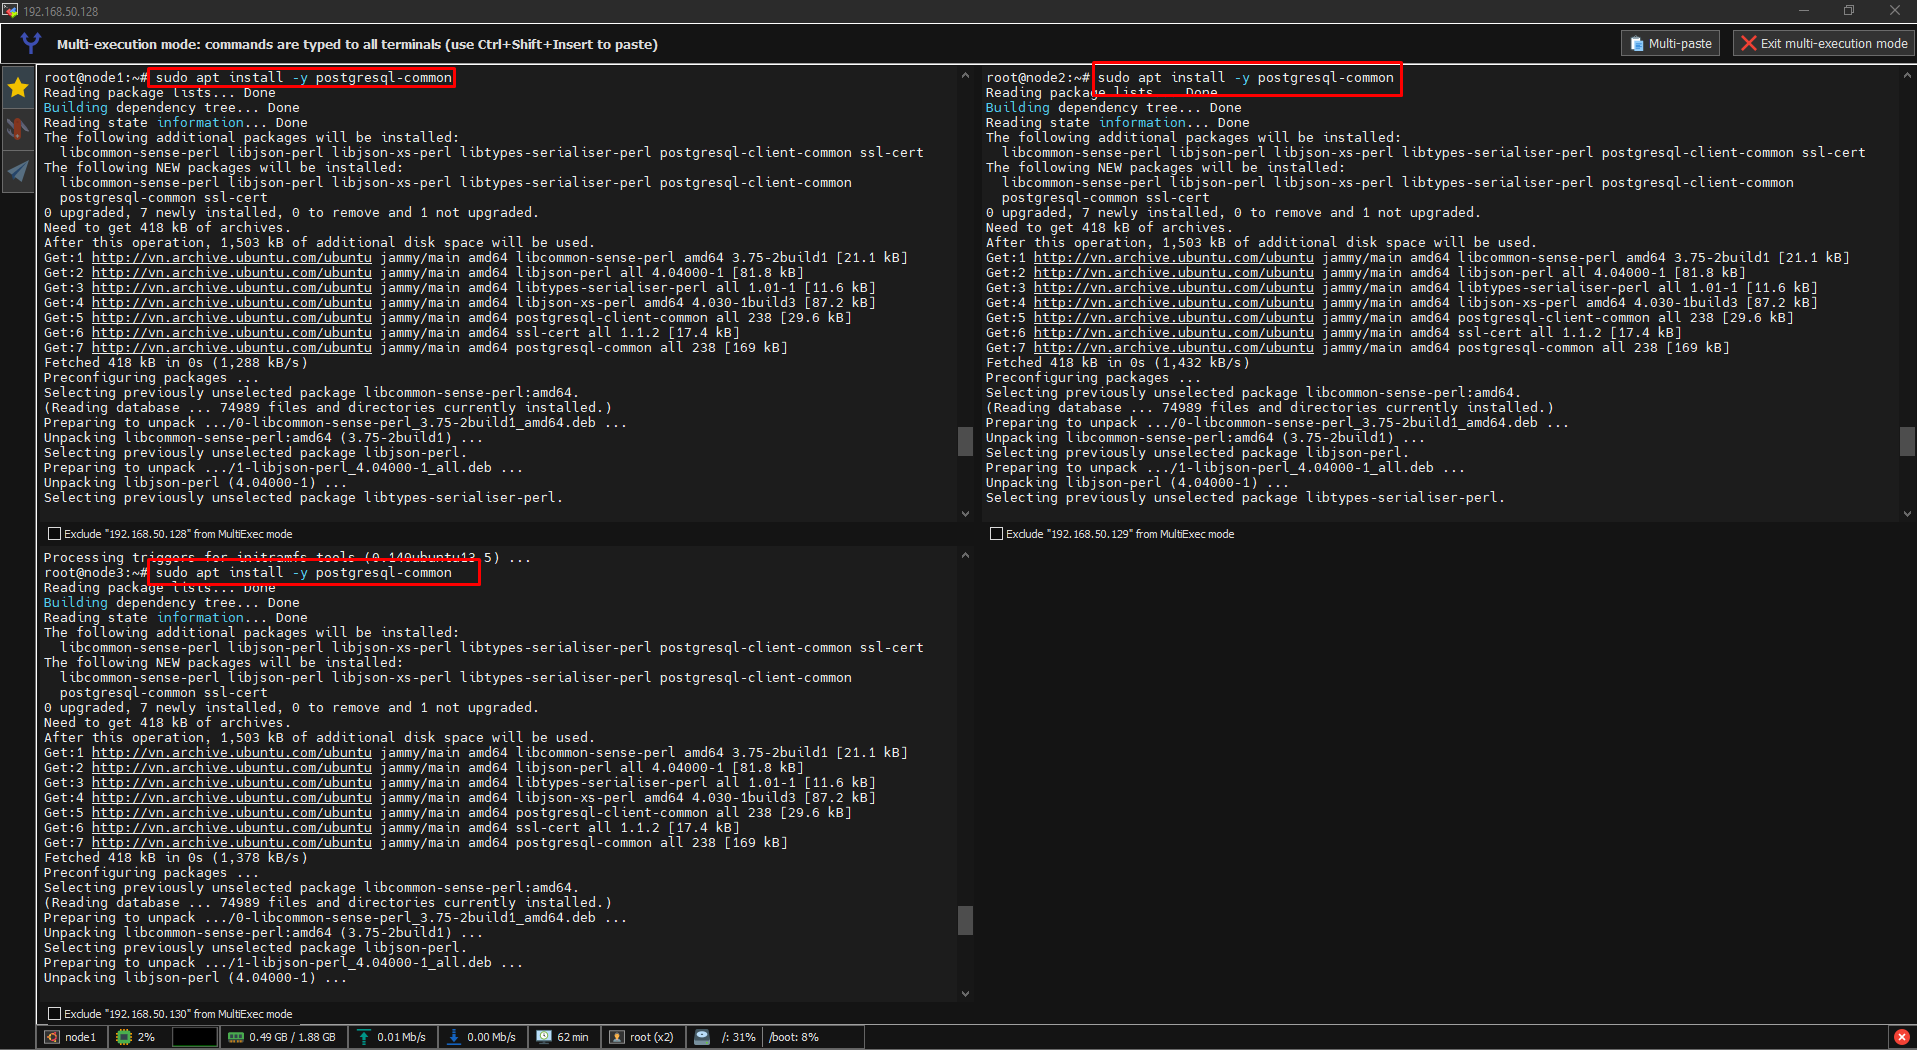 192.168.50.128
Multi-execution mode: commands are typed to all terminals (use Ctrl+Shift+Insert to paste)
Multi-paste
Exit multi-execution mode
root@node1:~# sudo apt install -y postgresql-common
Reading package lists... Done
Building dependency tree... Done
Reading state information... Done
The following additional packages will be installed:
libcommon-sense-perl libjson-perl libjson-xs-perl libtypes-serialiser-perl postgresql-client-common ssl-cert
The following NEW packages will be installed:
libcommon-sense-perl libjson-perl libjson-xs-perl libtypes-serialiser-perl postgresql-client-common
postgresql-common ssl-cert
0 upgraded, 7 newly installed, 0 to remove and 1 not upgraded.
Need to get 418 kB of archives.
After this operation, 1,503 kB of additional disk space will be used.
Get:1 http://vn.archive.ubuntu.com/ubuntu jammy/main amd64 libcommon-sense-perl amd64 3.75-2build1 [21.1 kB]
Get:2 http://vn.archive.ubuntu.com/ubuntu jammy/main amd64 libjson-perl all 4.04000-1 [81.8 kB]
Get:3 http://vn.archive.ubuntu.com/ubuntu jammy/main amd64 libtypes-serialiser-perl all 1.01-1 [11.6 kB]
Get:4 http://vn.archive.ubuntu.com/ubuntu jammy/main amd64 libjson-xs-perl amd64 4.030-1build3 [87.2 kB]
Get:5 http://vn.archive.ubuntu.com/ubuntu jammy/main amd64 postgresql-client-common all 238 [29.6 kB]
Get:6 http://vn.archive.ubuntu.com/ubuntu jammy/main amd64 ssl-cert all 1.1.2 [17.4 kB]
Get:7 http://vn.archive.ubuntu.com/ubuntu jammy/main amd64 postgresql-common all 238 [169 kB]
Fetched 418 kB in 0s (1,288 kB/s)
Preconfiguring packages ...
Selecting previously unselected package libcommon-sense-perl:amd64.
(Reading database ... 74989 files and directories currently installed.)
Preparing to unpack .../0-libcommon-sense-perl_3.75-2build1_amd64.deb ...
Unpacking libcommon-sense-perl:amd64 (3.75-2build1) ...
Selecting previously unselected package libjson-perl.
Preparing to unpack .../1-libjson-perl_4.04000-1_all.deb ...
Unpacking libjson-perl (4.04000-1) ...
Selecting previously unselected package libtypes-serialiser-perl.
Exclude "192.168.50.128" from MultiExec mode
root@node2:~# sudo apt install -y postgresql-common
Reading package lists... Done
Building dependency tree... Done
Reading state information... Done
The following additional packages will be installed:
libcommon-sense-perl libjson-perl libjson-xs-perl libtypes-serialiser-perl postgresql-client-common ssl-cert
The following NEW packages will be installed:
libcommon-sense-perl libjson-perl libjson-xs-perl libtypes-serialiser-perl postgresql-client-common
postgresql-common ssl-cert
0 upgraded, 7 newly installed, 0 to remove and 1 not upgraded.
Need to get 418 kB of archives.
After this operation, 1,503 kB of additional disk space will be used.
Get:1 http://vn.archive.ubuntu.com/ubuntu jammy/main amd64 libcommon-sense-perl amd64 3.75-2build1 [21.1 kB]
Get:2 http://vn.archive.ubuntu.com/ubuntu jammy/main amd64 libjson-perl all 4.04000-1 [81.8 kB]
Get:3 http://vn.archive.ubuntu.com/ubuntu jammy/main amd64 libtypes-serialiser-perl all 1.01-1 [11.6 kB]
Get:4 http://vn.archive.ubuntu.com/ubuntu jammy/main amd64 libjson-xs-perl amd64 4.030-1build3 [87.2 kB]
Get:5 http://vn.archive.ubuntu.com/ubuntu jammy/main amd64 postgresql-client-common all 238 [29.6 kB]
Get:6 http://vn.archive.ubuntu.com/ubuntu jammy/main amd64 ssl-cert all 1.1.2 [17.4 kB]
Get:7 http://vn.archive.ubuntu.com/ubuntu jammy/main amd64 postgresql-common all 238 [169 kB]
Fetched 418 kB in 0s (1,432 kB/s)
Preconfiguring packages ...
Selecting previously unselected package libcommon-sense-perl:amd64.
(Reading database ... 74989 files and directories currently installed.)
Preparing to unpack .../0-libcommon-sense-perl_3.75-2build1_amd64.deb ...
Unpacking libcommon-sense-perl:amd64 (3.75-2build1) ...
Selecting previously unselected package libjson-perl.
Preparing to unpack .../1-libjson-perl_4.04000-1_all.deb ...
Unpacking libjson-perl (4.04000-1) ...
Selecting previously unselected package libtypes-serialiser-perl.
Exclude "192.168.50.129" from MultiExec mode
Processing triggers for initramfs-tools (0.140ubuntu13.5) ...
root@node3:~# sudo apt install -y postgresql-common
Reading package lists... Done
Building dependency tree... Done
Reading state information... Done
The following additional packages will be installed:
libcommon-sense-perl libjson-perl libjson-xs-perl libtypes-serialiser-perl postgresql-client-common ssl-cert
The following NEW packages will be installed:
libcommon-sense-perl libjson-perl libjson-xs-perl libtypes-serialiser-perl postgresql-client-common
postgresql-common ssl-cert
0 upgraded, 7 newly installed, 0 to remove and 1 not upgraded.
Need to get 418 kB of archives.
After this operation, 1,503 kB of additional disk space will be used.
Get:1 http://vn.archive.ubuntu.com/ubuntu jammy/main amd64 libcommon-sense-perl amd64 3.75-2build1 [21.1 kB]
Get:2 http://vn.archive.ubuntu.com/ubuntu jammy/main amd64 libjson-perl all 4.04000-1 [81.8 kB]
Get:3 http://vn.archive.ubuntu.com/ubuntu jammy/main amd64 libtypes-serialiser-perl all 1.01-1 [11.6 kB]
Get:4 http://vn.archive.ubuntu.com/ubuntu jammy/main amd64 libjson-xs-perl amd64 4.030-1build3 [87.2 kB]
Get:5 http://vn.archive.ubuntu.com/ubuntu jammy/main amd64 postgresql-client-common all 238 [29.6 kB]
Get:6 http://vn.archive.ubuntu.com/ubuntu jammy/main amd64 ssl-cert all 1.1.2 [17.4 kB]
Get:7 http://vn.archive.ubuntu.com/ubuntu jammy/main amd64 postgresql-common all 238 [169 kB]
Fetched 418 kB in 0s (1,378 kB/s)
Preconfiguring packages ...
Selecting previously unselected package libcommon-sense-perl:amd64.
(Reading database ... 74989 files and directories currently installed.)
Preparing to unpack .../0-libcommon-sense-perl_3.75-2build1_amd64.deb ...
Unpacking libcommon-sense-perl:amd64 (3.75-2build1) ...
Selecting previously unselected package libjson-perl.
Preparing to unpack .../1-libjson-perl_4.04000-1_all.deb ...
Unpacking libjson-perl (4.04000-1) ...
Exclude "192.168.50.130" from MultiExec mode
node1 2% 0.49 GB / 1.88 GB 0.01 Mb/s 0.00 Mb/s 62 min root (x2) /: 31% /boot: 8%